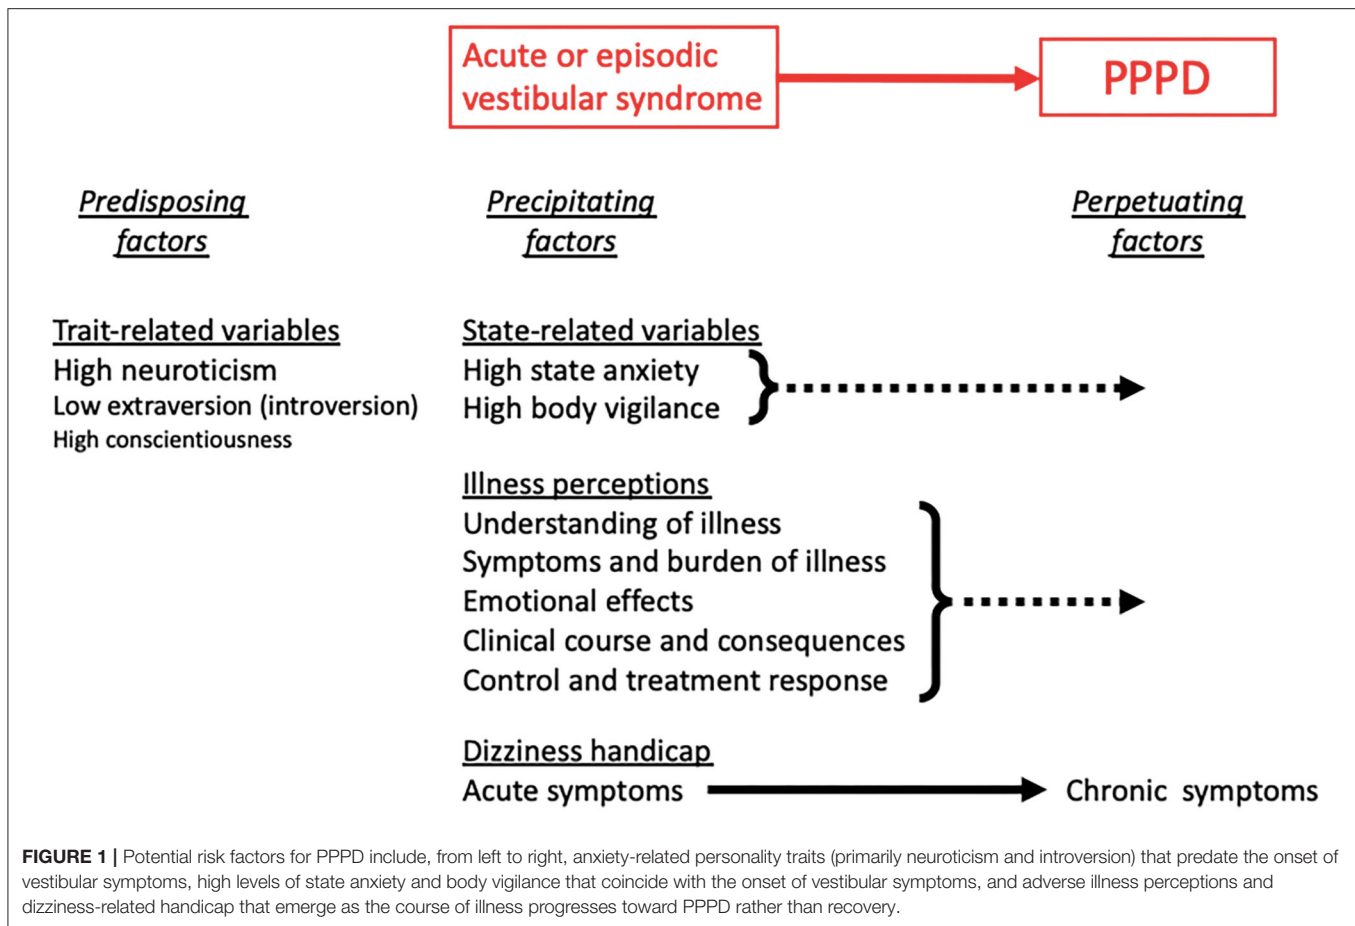 Acute or episodic
vestibular syndrome
PPPD
Predisposing
factors
Precipitating
factors
Perpetuating
factors
Trait-related variables
High neuroticism
Low extraversion (introversion)
High conscientiousness
State-related variables
High state anxiety
High body vigilance
Illness perceptions
Understanding of illness
Symptoms and burden of illness
Emotional effects
Clinical course and consequences
Control and treatment response
Dizziness handicap
Acute symptoms
Chronic symptoms
FIGURE 1 | Potential risk factors for PPPD include, from left to right, anxiety-related personality traits (primarily neuroticism and introversion) that predate the onset of
vestibular symptoms, high levels of state anxiety and body vigilance that coincide with the onset of vestibular symptoms, and adverse illness perceptions and
dizziness-related handicap that emerge as the course of illness progresses toward PPPD rather than recovery.